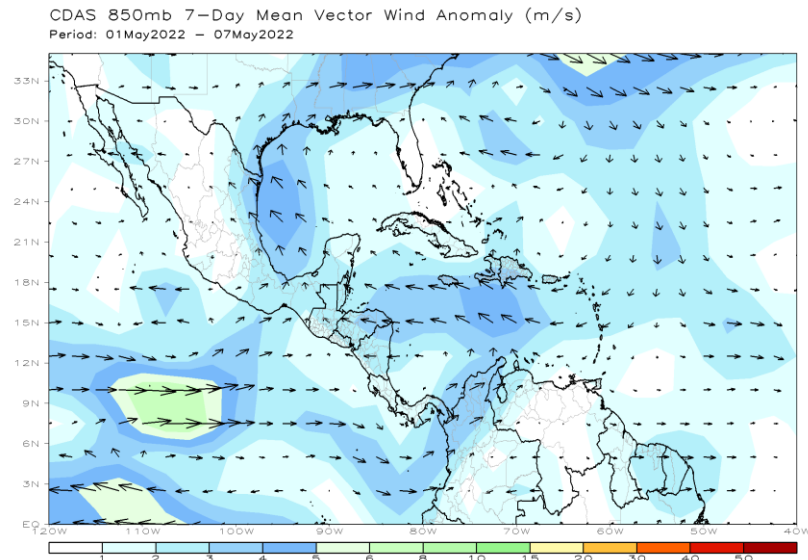 CDAS 850mb 7-Day Mean Vector Wind Anomaly (m/s)
Period: 01May2022 - 07May2022
33N
30N
27N
24N
21N
18N
15N
12N
9N
6N
3N
EQ
120W 110W 100W 90W 80W 70W 60W 50W 40W
1 2 3 4 5 6 10 15 20 30 40 50